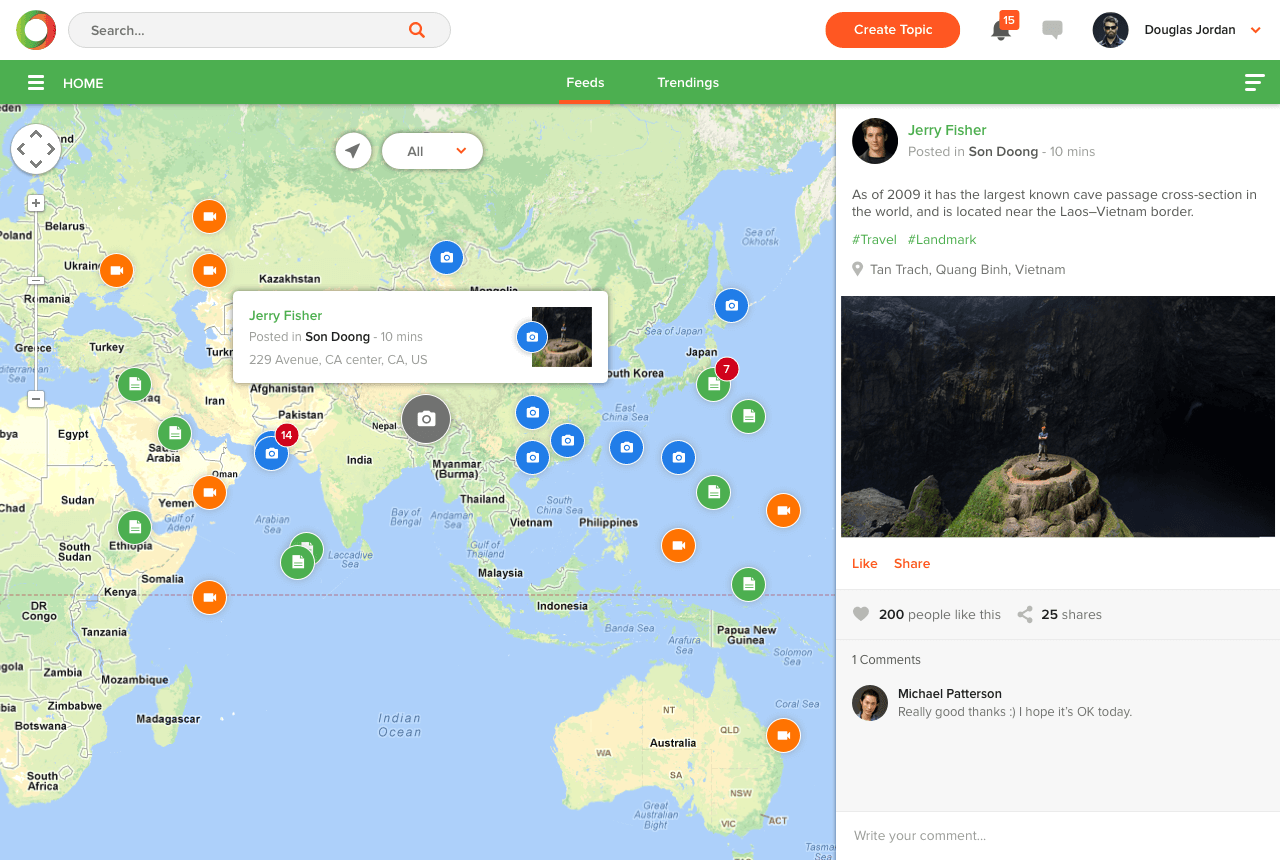 Search...
Create Topic
15
Douglas Jordan
HOME
Feeds
Trendings
All
Belarus
Poland
Ukrain
Romania
Kazakhstan
Mongolia
Sea of
Okhotsk
Greece
Turkey
Jerry Fisher
Posted in Son Doong - 10 mins
229 Avenue, CA center, CA, US
Sea of Japan
Japan
outh Korea
7
Iraq
Iran
Afghanistan
Pakistan
Nepal
East
China Sea
Egypt
Saudi
Arabia
14
Oman
India
Myanmar
(Burma)
Chad
Sudan
Yemen
Gulf of
Aden
Arabian
Sea
Bay of
Bengal
Andaman
Sea
Thailand
South
China Sea
Vietnam
Philippines
Gulf of
Thailand
South
Sudan
Ethiopia
Laccadive
Sea
Somalia
Kenya
Malaysia
Indonesia
DR
Congo
Tanzania
Banda Sea
Arafura
Sea
Papua New
Guinea
Solomon
Sea
ngola
Zambia
Mozambique
Zimbabwe
Botswana
Madagascar
Indian
Ocean
Coral Sea
NT
QLD
WA
Australia
SA
NSW
South
Africa
Great
Australian
Bight
VIC
ACT
Tasma
Sea
Jerry Fisher
Posted in Son Doong - 10 mins
As of 2009 it has the largest known cave passage cross-section in
the world, and is located near the Laos–Vietnam border.
#Travel #Landmark
Tan Trach, Quang Binh, Vietnam
Like Share
200 people like this 25 shares
1 Comments
Michael Patterson
Really good thanks :) I hope it's OK today.
Write your comment...